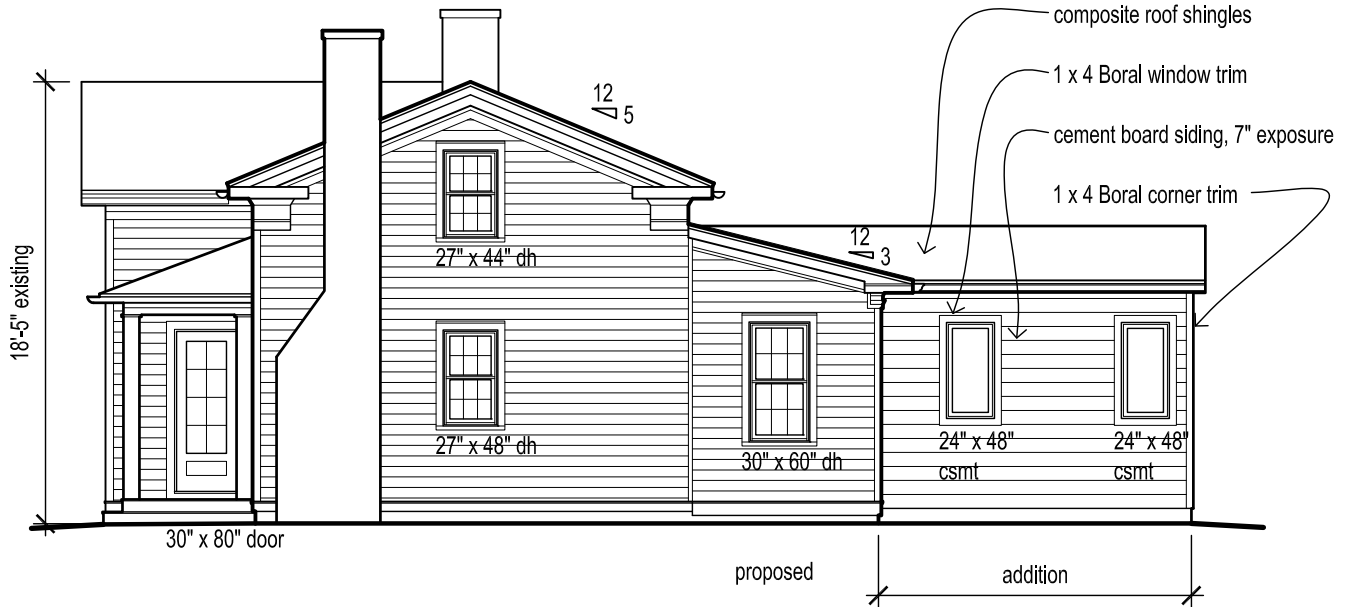 composite roof shingles
1 x 4 Boral window trim
cement board siding, 7" exposure
1 x 4 Boral corner trim
12
5
12
3
18'-5" existing
27" x 44" dh
27" x 48" dh
30" x 60" dh
24" x 48"
csmt
24" x 48"
csmt
30" x 80" door
proposed
addition